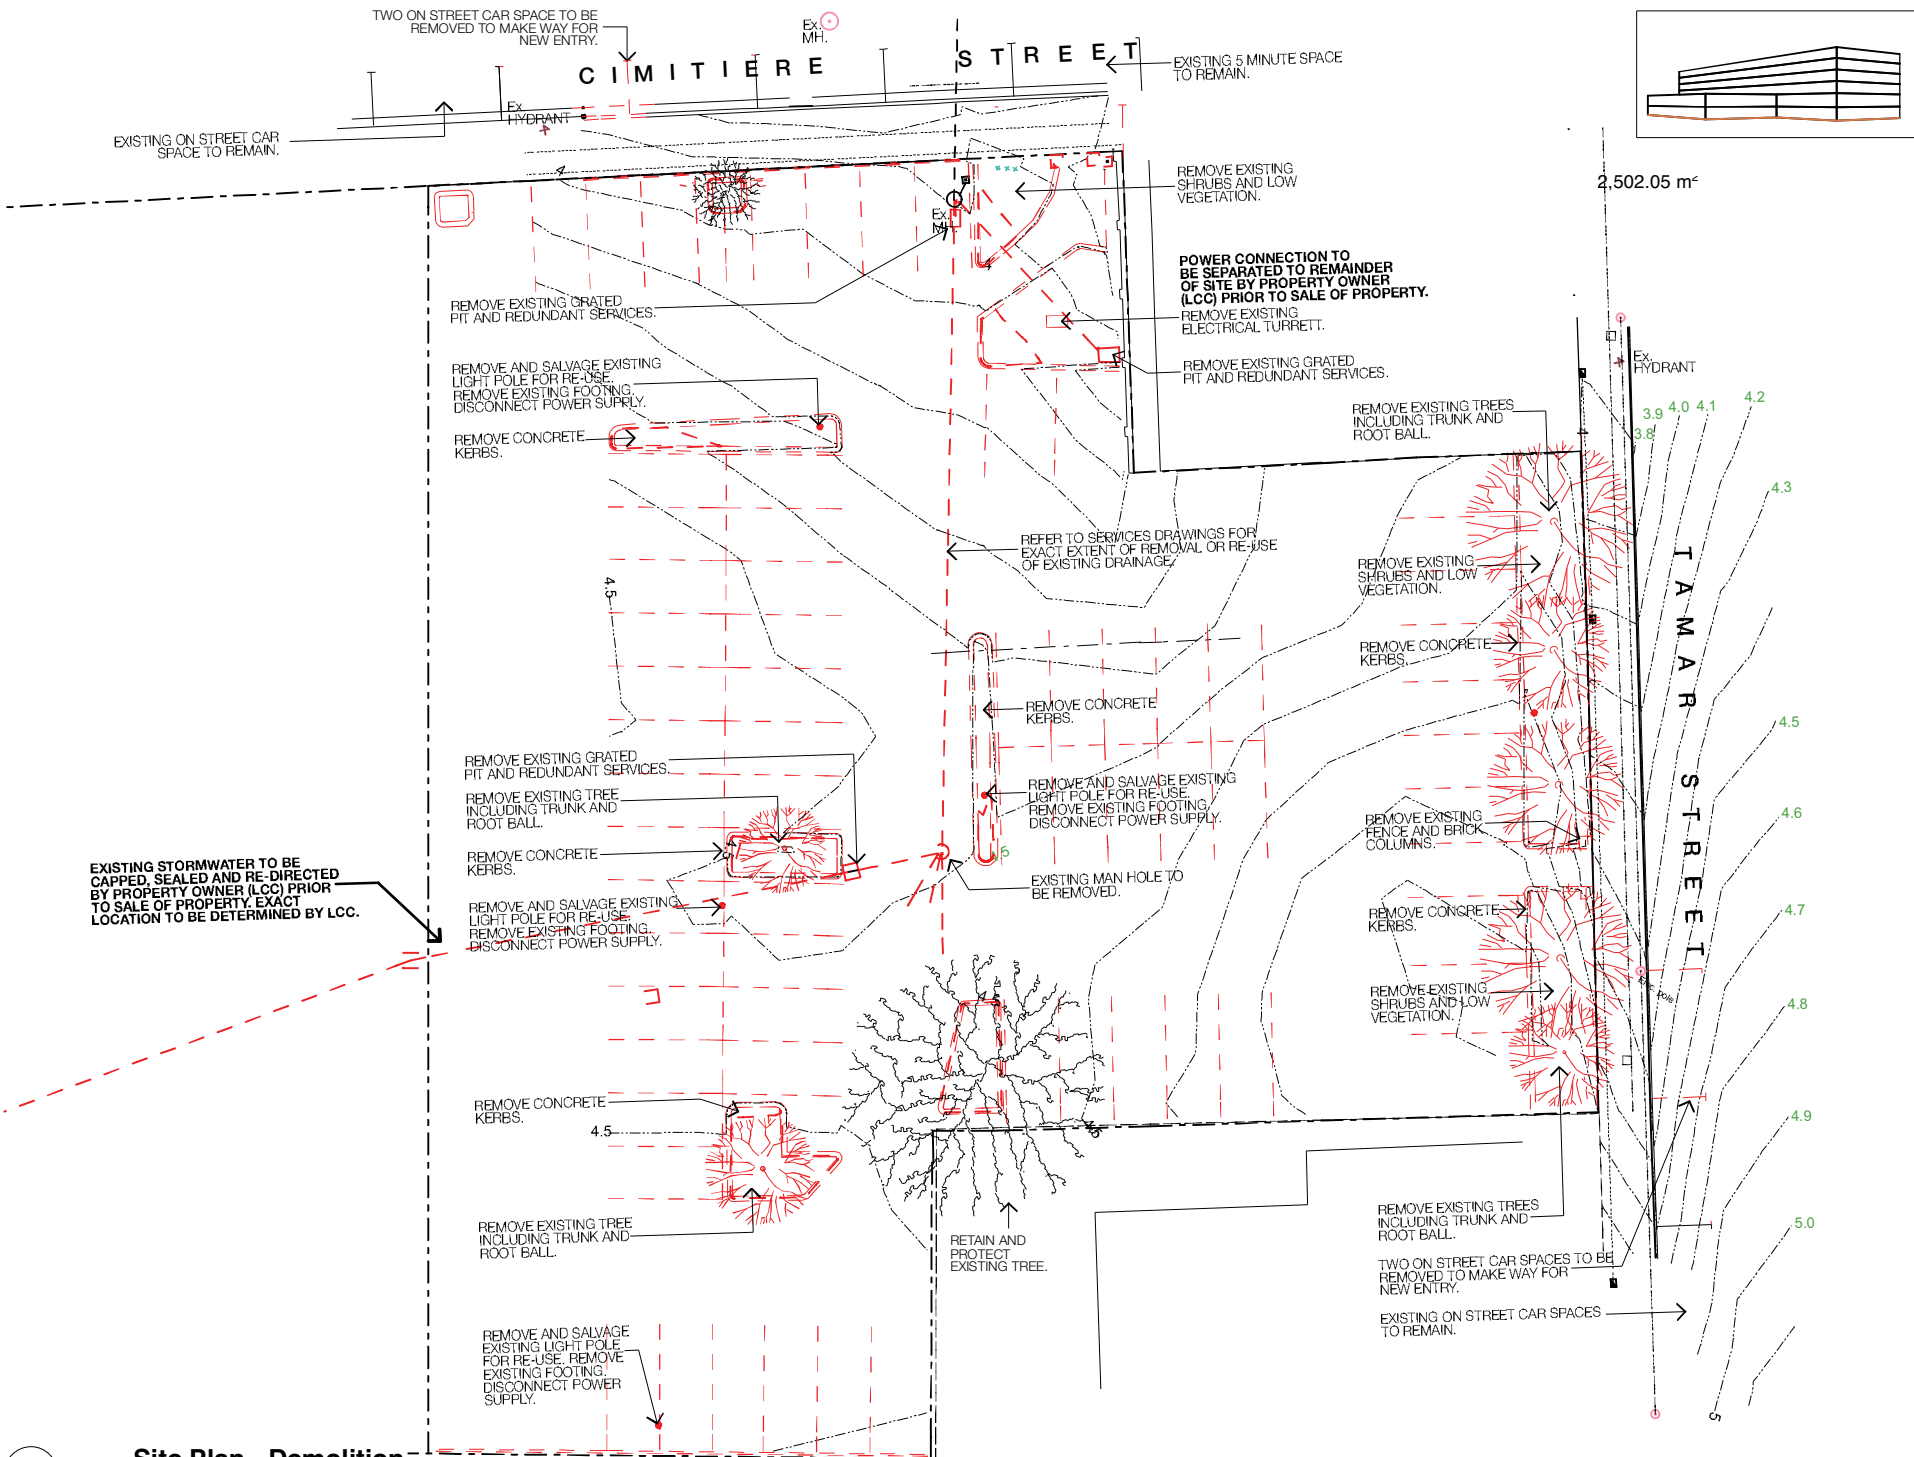 TWO ON STREET CAR SPACE TO BE
REMOVED TO MAKE WAY FOR
NEW ENTRY.
Ex.
MH.
CIMITIERE STREET
EXISTING 5 MINUTE SPACE
TO REMAIN.
Ex.
HYDRANT
EXISTING ON STREET CAR
SPACE TO REMAIN.
4
REMOVE EXISTING
SHRUBS AND LOW
VEGETATION.
2,502.05 m²
Ex.
MH.
4
POWER CONNECTION TO
BE SEPARATED TO REMAINDER
OF SITE BY PROPERTY OWNER
(LCC) PRIOR TO SALE OF PROPERTY.
REMOVE EXISTING
ELECTRICAL TURRETT.
REMOVE EXISTING GRATED
PIT AND REDUNDANT SERVICES.
REMOVE EXISTING GRATED
PIT AND REDUNDANT SERVICES.
Ex.
HYDRANT
REMOVE AND SALVAGE EXISTING
LIGHT POLE FOR RE-USE.
REMOVE EXISTING FOOTING.
DISCONNECT POWER SUPPLY.
REMOVE CONCRETE
KERBS.
REMOVE EXISTING TREES
INCLUDING TRUNK AND
ROOT BALL.
4
3.9
4.0
4.1
4.2
3.8
4.3
REFER TO SERVICES DRAWINGS FOR
EXACT EXTENT OF REMOVAL OR RE-USE
OF EXISTING DRAINAGE.
REMOVE EXISTING
SHRUBS AND LOW
VEGETATION.
TAMAR STREET
4.5
REMOVE CONCRETE
KERBS.
REMOVE CONCRETE
KERBS.
4.5
REMOVE EXISTING GRATED
PIT AND REDUNDANT SERVICES.
REMOVE EXISTING TREE
INCLUDING TRUNK AND
ROOT BALL.
REMOVE AND SALVAGE EXISTING
LIGHT POLE FOR RE-USE.
REMOVE EXISTING FOOTING.
DISCONNECT POWER SUPPLY.
REMOVE EXISTING
FENCE AND BRICK
COLUMNS.
4.6
REMOVE CONCRETE
KERBS.
4.5
EXISTING STORMWATER TO BE
CAPPED, SEALED AND RE-DIRECTED
BY PROPERTY OWNER (LCC) PRIOR
TO SALE OF PROPERTY. EXACT
LOCATION TO BE DETERMINED BY LCC.
EXISTING MAN HOLE TO
BE REMOVED.
REMOVE AND SALVAGE EXISTING
LIGHT POLE FOR RE-USE.
REMOVE EXISTING FOOTING.
DISCONNECT POWER SUPPLY.
REMOVE CONCRETE
KERBS.
4.7
REMOVE EXISTING
SHRUBS AND LOW
VEGETATION.
4.8
REMOVE CONCRETE
KERBS.
4.5
4.5
4.9
REMOVE EXISTING TREE
INCLUDING TRUNK AND
ROOT BALL.
RETAIN AND
PROTECT
EXISTING TREE.
REMOVE EXISTING TREES
INCLUDING TRUNK AND
ROOT BALL.
5.0
TWO ON STREET CAR SPACES TO BE
REMOVED TO MAKE WAY FOR
NEW ENTRY.
EXISTING ON STREET CAR SPACES
TO REMAIN.
REMOVE AND SALVAGE
EXISTING LIGHT POLE
FOR RE-USE. REMOVE
EXISTING FOOTING.
DISCONNECT POWER
SUPPLY.
5
Site Plan - Demolition